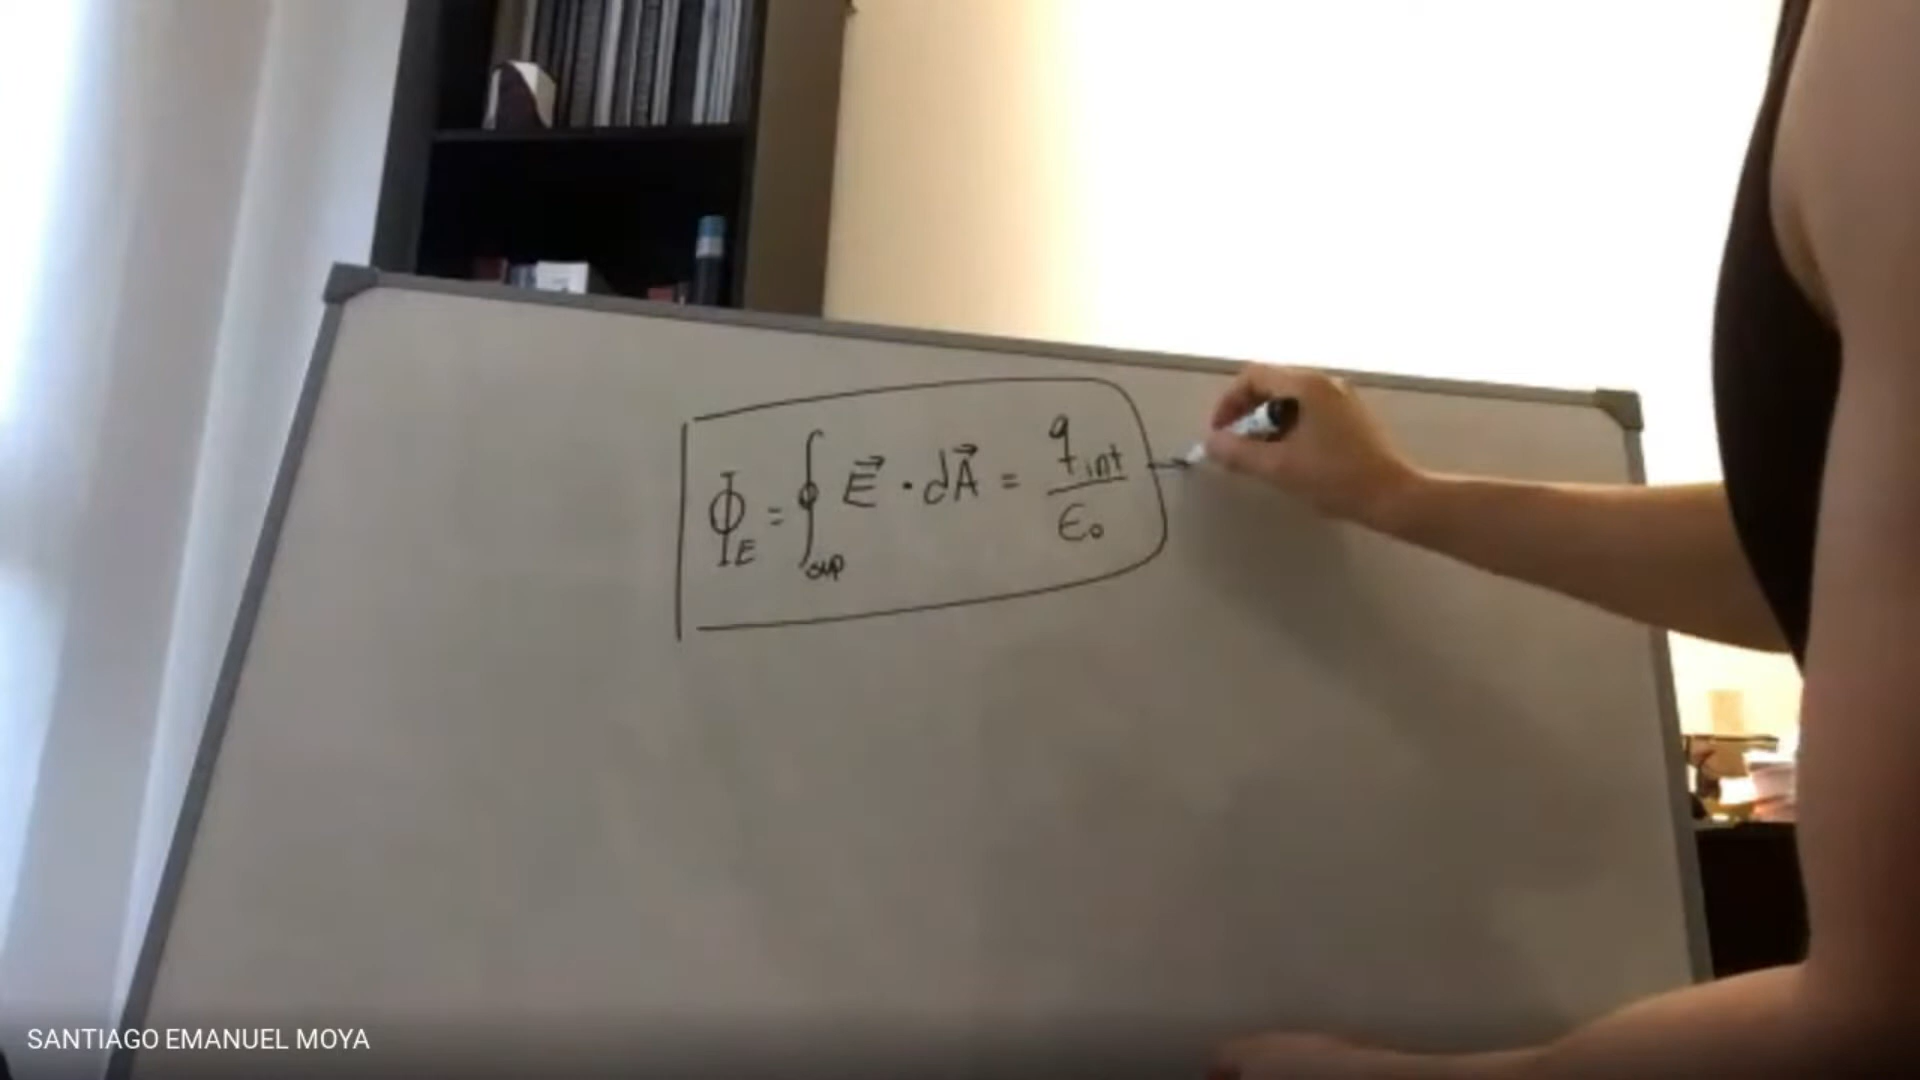 Φ_E = ∮_sup E⃗ · dA⃗ = q_int / ϵ₀ →
SANTIAGO EMANUEL MOYA